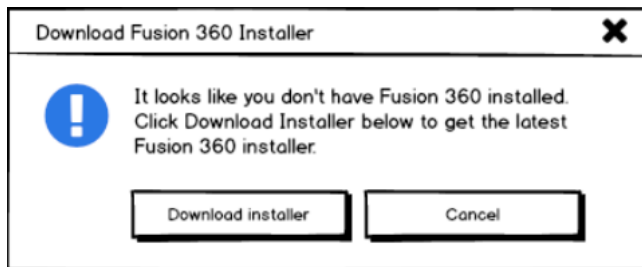 Download Fusion 360 Installer
It looks like you don't have Fusion 360 installed.
Click Download Installer below to get the latest
Fusion 360 installer.
Download installer
Cancel